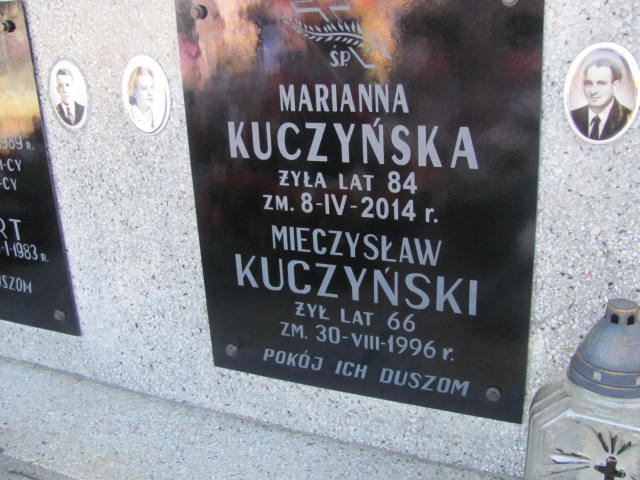 Ś.P.
MARIANNA
KUCZYŃSKA
ŻYŁA LAT 84
ZM. 8-IV-2014 r.
MIECZYSŁAW
KUCZYŃSKI
ŻYŁ LAT 66
ZM. 30-VIII-1996 r.
POKÓJ ICH DUSZOM